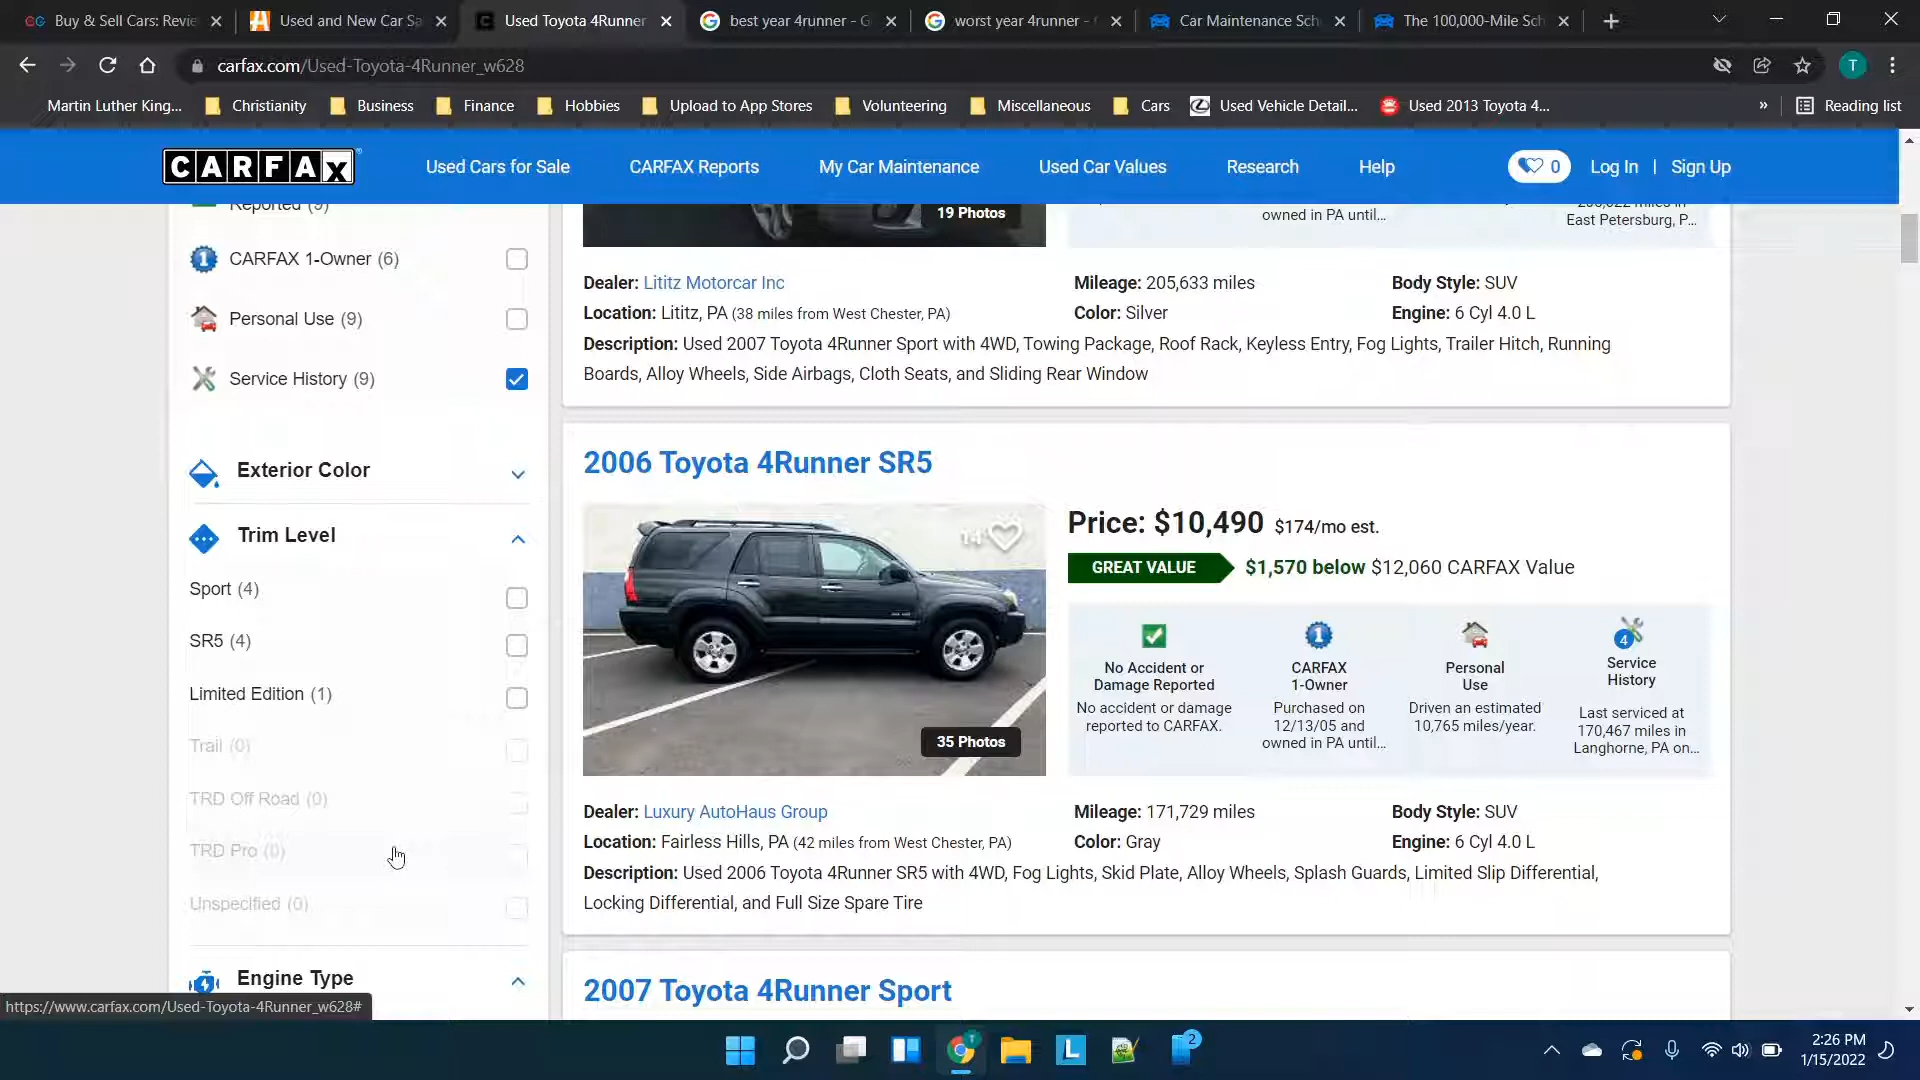 Buy & Sell Cars: Revie
Used and New Car Sa
Used Toyota 4Runner
best year 4runner - G
worst year 4runner -
Car Maintenance Sch
The 100,000-Mile Sch
carfax.com/Used-Toyota-4Runner_w628
T
Martin Luther King...
Christianity
Business
Finance
Hobbies
Upload to App Stores
Volunteering
Miscellaneous
Cars
Used Vehicle Detail...
Used 2013 Toyota 4...
»
Reading list
CARFAX
Used Cars for Sale
CARFAX Reports
My Car Maintenance
Used Car Values
Research
Help
0
Log In | Sign Up
Reported (9)
CARFAX 1-Owner (6)
Personal Use (9)
Service History (9)
Exterior Color
Trim Level
Sport (4)
SR5 (4)
Limited Edition (1)
Trail (0)
TRD Off Road (0)
TRD Pro (0)
Unspecified (0)
Engine Type
19 Photos
owned in PA until...
East Petersburg, P...
Dealer: Lititz Motorcar Inc
Mileage: 205,633 miles
Body Style: SUV
Location: Lititz, PA (38 miles from West Chester, PA)
Color: Silver
Engine: 6 Cyl 4.0 L
Description: Used 2007 Toyota 4Runner Sport with 4WD, Towing Package, Roof Rack, Keyless Entry, Fog Lights, Trailer Hitch, Running
Boards, Alloy Wheels, Side Airbags, Cloth Seats, and Sliding Rear Window
2006 Toyota 4Runner SR5
14
35 Photos
Price: $10,490 $174/mo est.
GREAT VALUE
$1,570 below $12,060 CARFAX Value
No Accident or
Damage Reported
No accident or damage
reported to CARFAX.
1
CARFAX
1-Owner
Purchased on
12/13/05 and
owned in PA until...
Personal
Use
Driven an estimated
10,765 miles/year.
4
Service
History
Last serviced at
170,467 miles in
Langhorne, PA on...
Dealer: Luxury AutoHaus Group
Mileage: 171,729 miles
Body Style: SUV
Location: Fairless Hills, PA (42 miles from West Chester, PA)
Color: Gray
Engine: 6 Cyl 4.0 L
Description: Used 2006 Toyota 4Runner SR5 with 4WD, Fog Lights, Skid Plate, Alloy Wheels, Splash Guards, Limited Slip Differential,
Locking Differential, and Full Size Spare Tire
2007 Toyota 4Runner Sport
https://www.carfax.com/Used-Toyota-4Runner_w628#
2
2:26 PM
1/15/2022